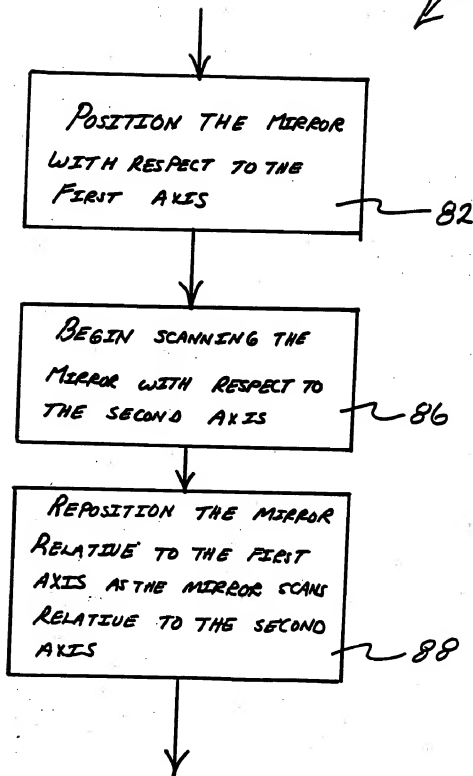 POSITION THE MIRROR
WITH RESPECT TO THE
FIRST AXIS
82
BEGIN SCANNING THE
MIRROR WITH RESPECT TO
THE SECOND AXIS
86
REPOSITION THE MIRROR
RELATIVE TO THE FIRST
AXIS AS THE MIRROR SCANS
RELATIVE TO THE SECOND
AXIS
88